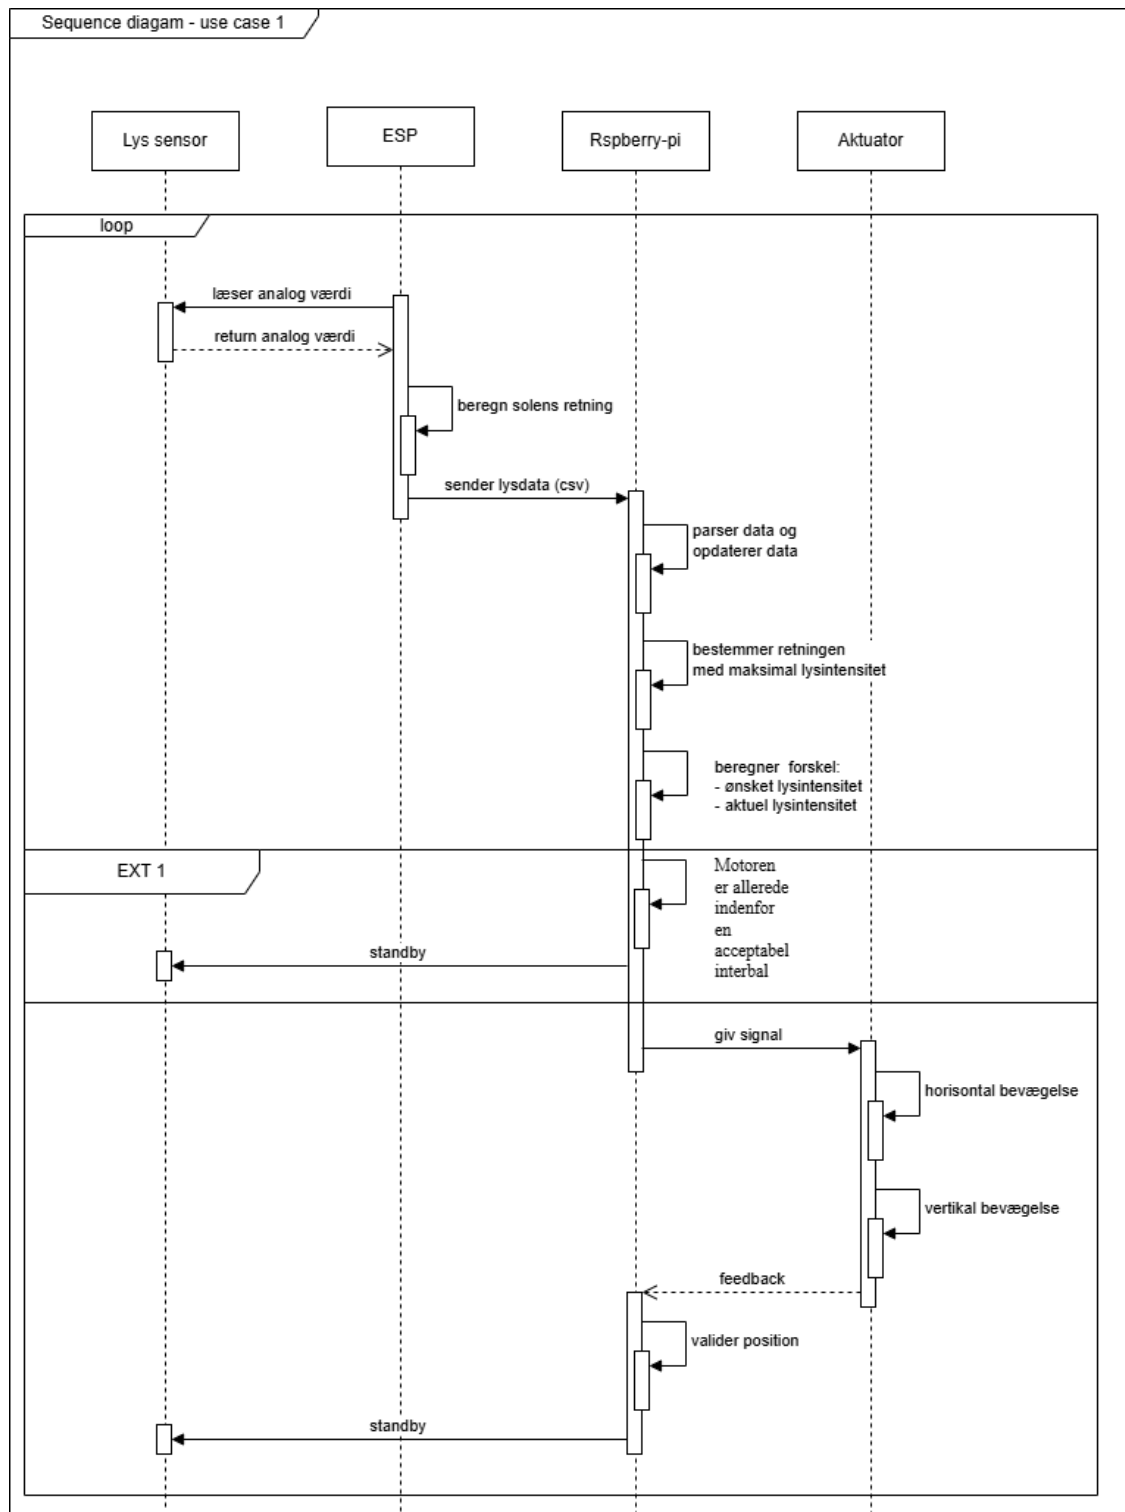 Sequence diagam - use case 1
Lys sensor
ESP
Rspberry-pi
Aktuator
loop
læser analog værdi
return analog værdi
beregn solens retning
sender lysdata (csv)
parser data og
opdaterer data
bestemmer retningen
med maksimal lysintensitet
beregner forskel:
- ønsket lysintensitet
- aktuel lysintensitet
EXT 1
Motoren
er allerede
indenfor
en
acceptabel
interbal
standby
giv signal
horisontal bevægelse
vertikal bevægelse
feedback
valider position
standby